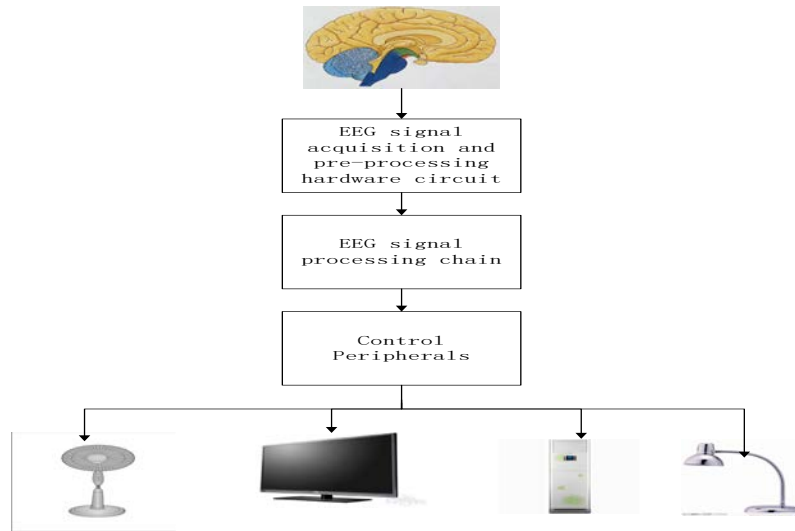 EEG signal
acquisition and
pre-processing
hardware circuit
EEG signal
processing chain
Control
Peripherals